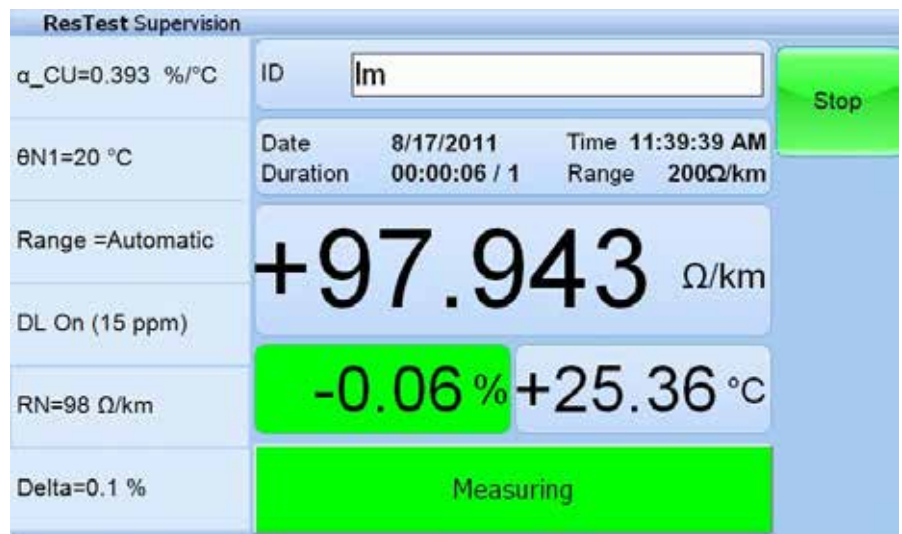 ResTest Supervision
α_CU=0.393 %/°C
θN1=20 °C
Range =Automatic
DL On (15 ppm)
RN=98 Ω/km
Delta=0.1 %
ID lm
Date 8/17/2011 Time 11:39:39 AM
Duration 00:00:06 / 1 Range 200Ω/km
+97.943 Ω/km
-0.06 % +25.36 °C
Measuring
Stop